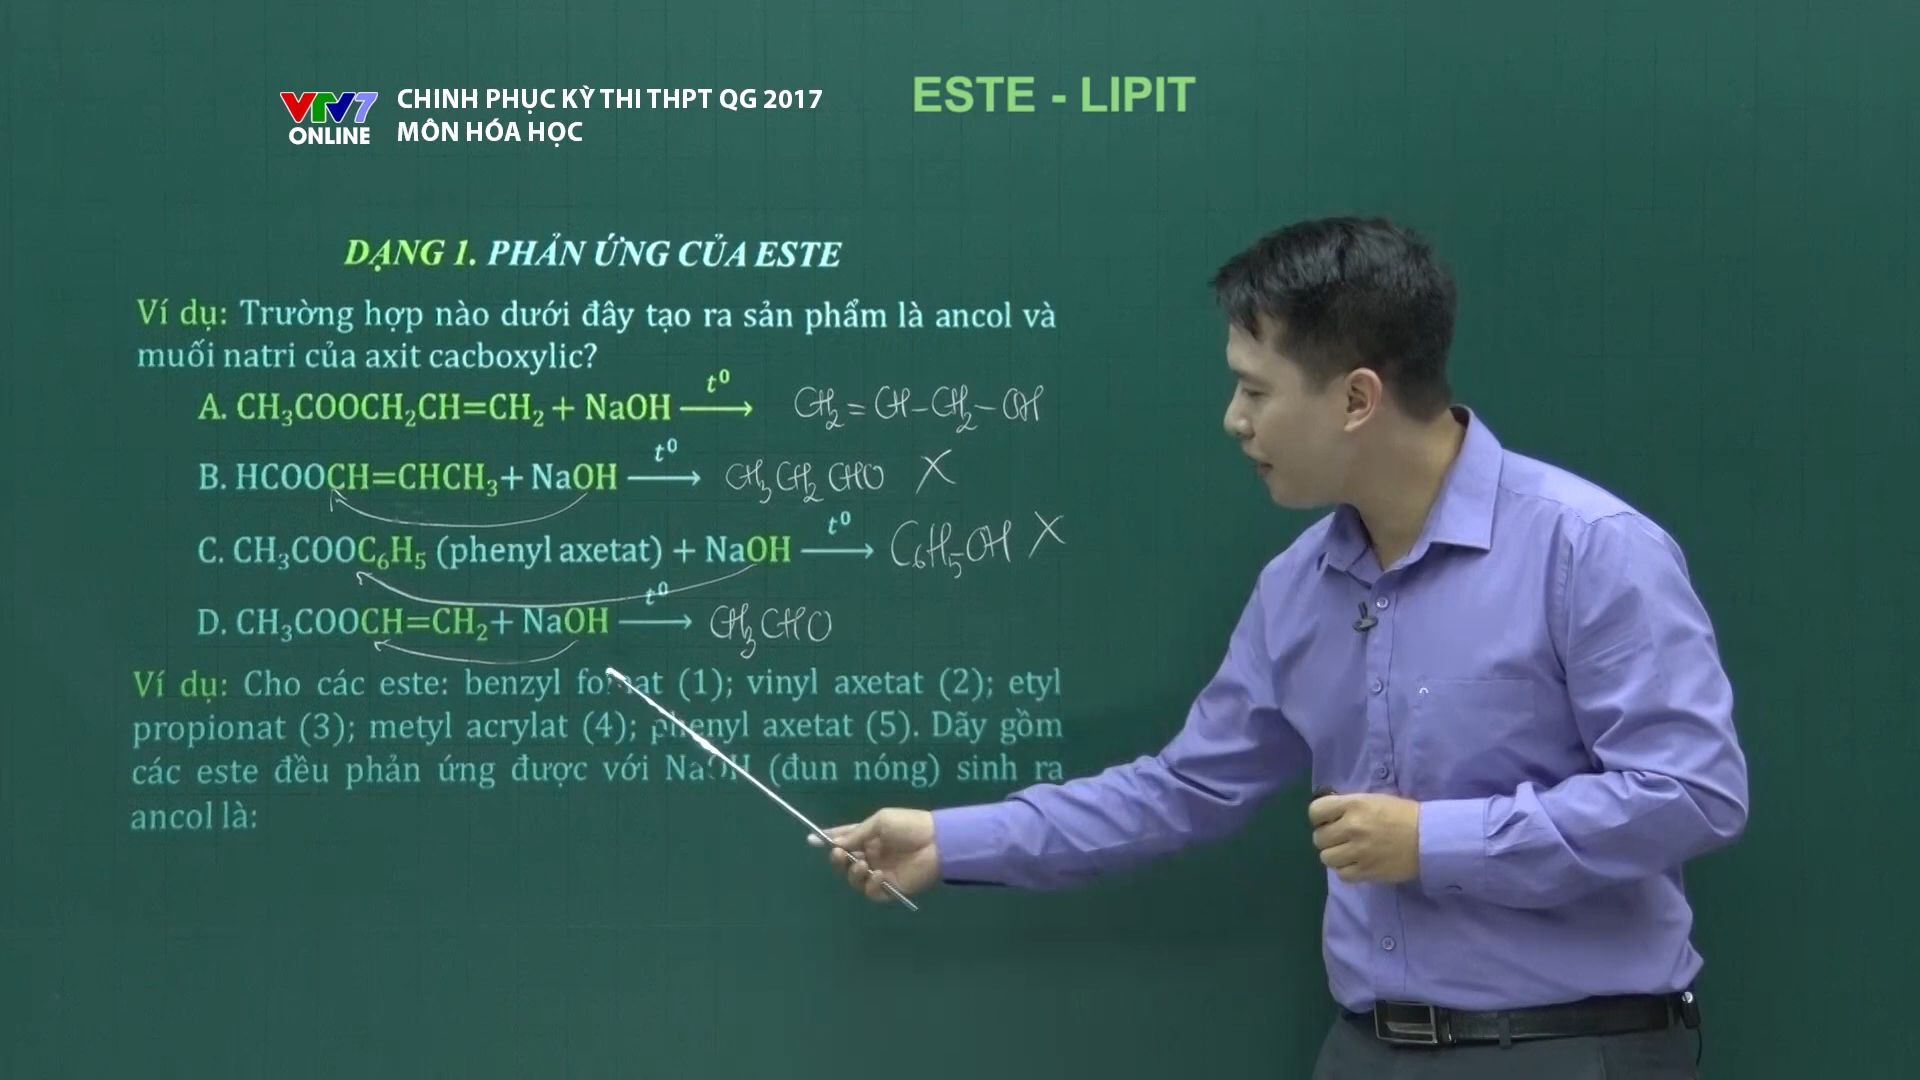 VTV7
ONLINE
CHINH PHỤC KỲ THI THPT QG 2017
MÔN HÓA HỌC
ESTE - LIPIT
DẠNG 1. PHẢN ỨNG CỦA ESTE
Ví dụ: Trường hợp nào dưới đây tạo ra sản phẩm là ancol và
muối natri của axit cacboxylic?
A. CH₃COOCH₂CH=CH₂ + NaOH ⟶ t⁰ CH₂=CH-CH₂-OH
B. HCOOCH=CHCH₃+ NaOH ⟶ t⁰ CH₃CH₂CHO X
C. CH₃COOC₆H₅ (phenyl axetat) + NaOH ⟶ t⁰ C₆H₅OH X
D. CH₃COOCH=CH₂+ NaOH ⟶ t⁰ CH₃CHO
Ví dụ: Cho các este: benzyl fomat (1); vinyl axetat (2); etyl
propionat (3); metyl acrylat (4); phenyl axetat (5). Dãy gồm
các este đều phản ứng được với NaOH (đun nóng) sinh ra
ancol là: